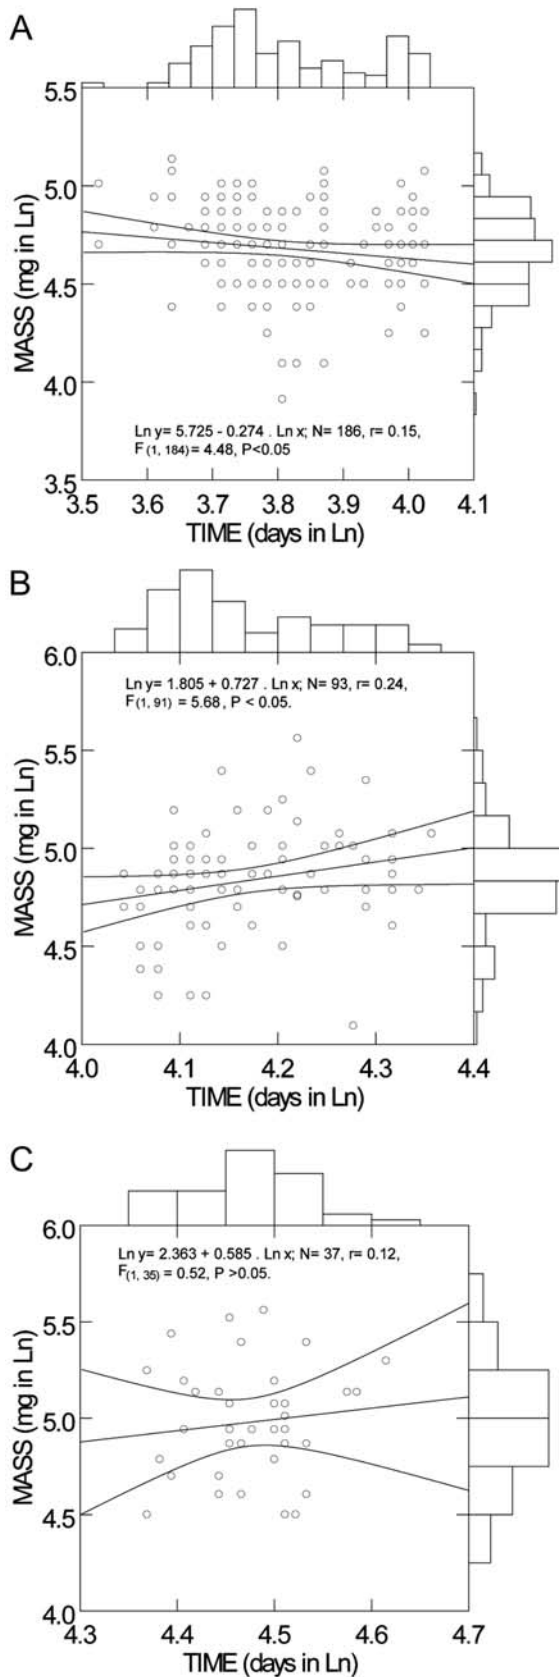 A
5.5
5.0
4.5
4.0
3.5
MASS (mg in Ln)
Ln y= 5.725 - 0.274 . Ln x; N= 186, r= 0.15,
F(1, 184)= 4.48, P<0.05
3.5 3.6 3.7 3.8 3.9 4.0 4.1
TIME (days in Ln)
B
6.0
5.5
5.0
4.5
4.0
MASS (mg in Ln)
Ln y= 1.805 + 0.727 . Ln x; N= 93, r= 0.24,
F(1, 91) = 5.68 , P < 0.05.
4.0 4.1 4.2 4.3 4.4
TIME (days in Ln)
C
6.0
5.5
5.0
4.5
4.0
MASS (mg in Ln)
Ln y= 2.363 + 0.585 . Ln x; N= 37, r= 0.12,
F(1, 35) = 0.52, P >0.05.
4.3 4.4 4.5 4.6 4.7
TIME (days in Ln)